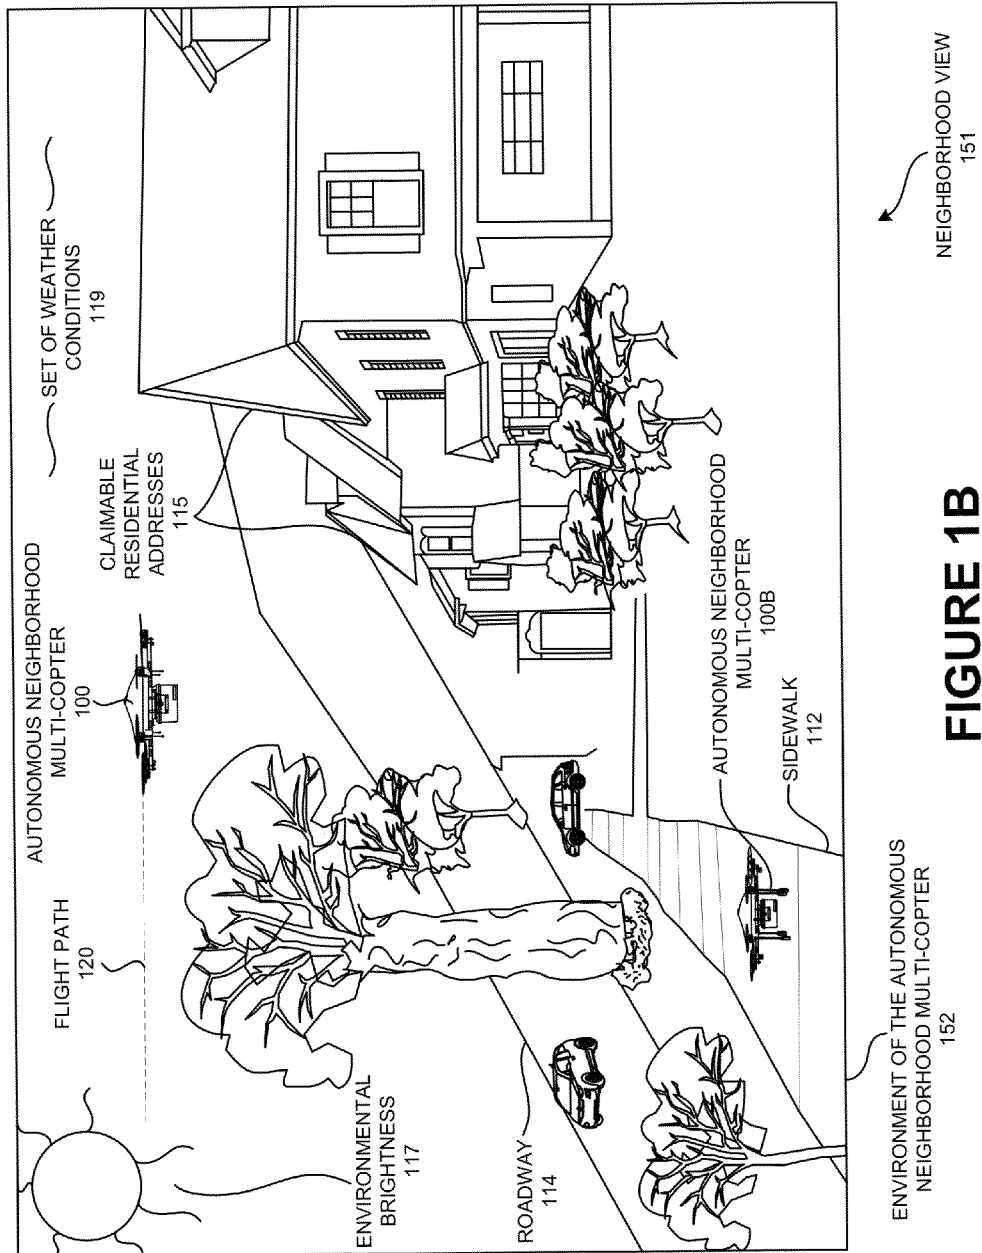 AUTONOMOUS NEIGHBORHOOD
MULTI-COPTER
100
SET OF WEATHER
CONDITIONS
119
FLIGHT PATH
120
CLAIMABLE
RESIDENTIAL
ADDRESSES
115
ENVIRONMENTAL
BRIGHTNESS
117
ROADWAY
114
AUTONOMOUS NEIGHBORHOOD
MULTI-COPTER
100B
SIDEWALK
112
ENVIRONMENT OF THE AUTONOMOUS
NEIGHBORHOOD MULTI-COPTER
152
NEIGHBORHOOD VIEW
151
FIGURE 1B